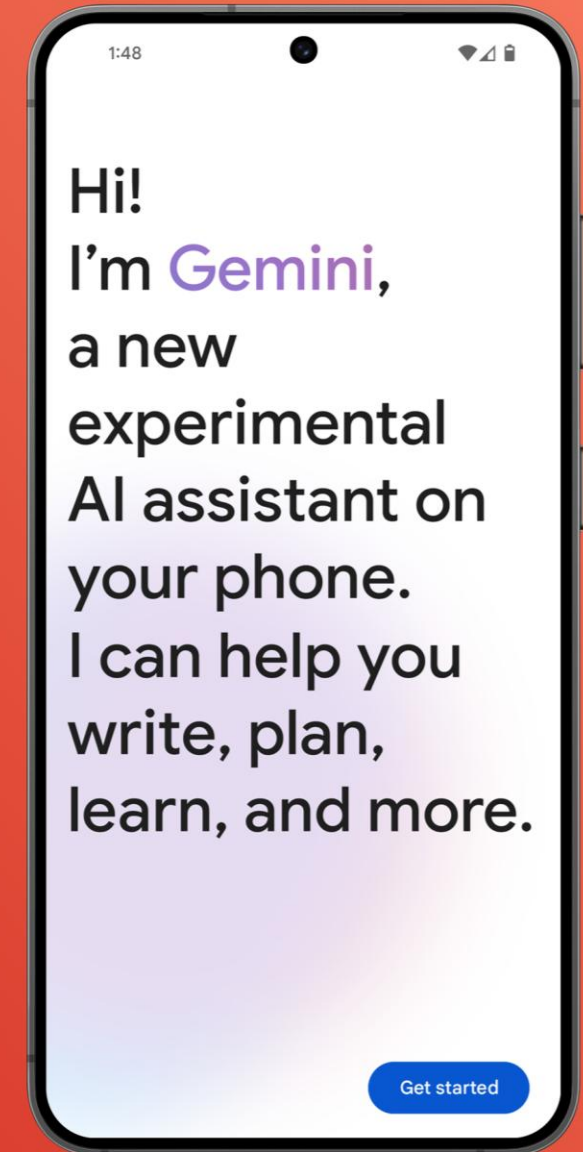 1:48
Hi!
I’m Gemini,
a new
experimental
AI assistant on
your phone.
I can help you
write, plan,
learn, and more.
Get started